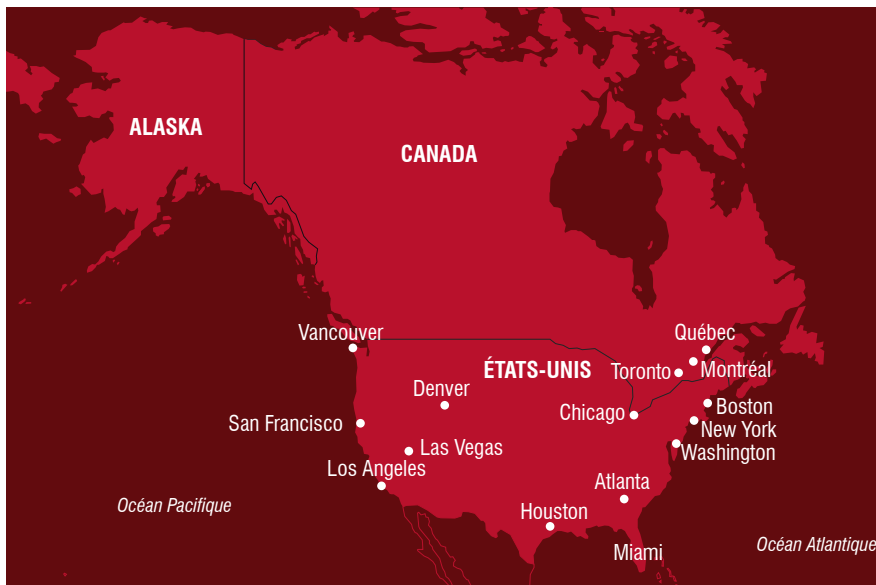 ALASKA
CANADA
Vancouver
Québec
ÉTATS-UNIS
Toronto
Montréal
Denver
Chicago
Boston
San Francisco
New York
Las Vegas
Washington
Los Angeles
Atlanta
Océan Pacifique
Houston
Océan Atlantique
Miami